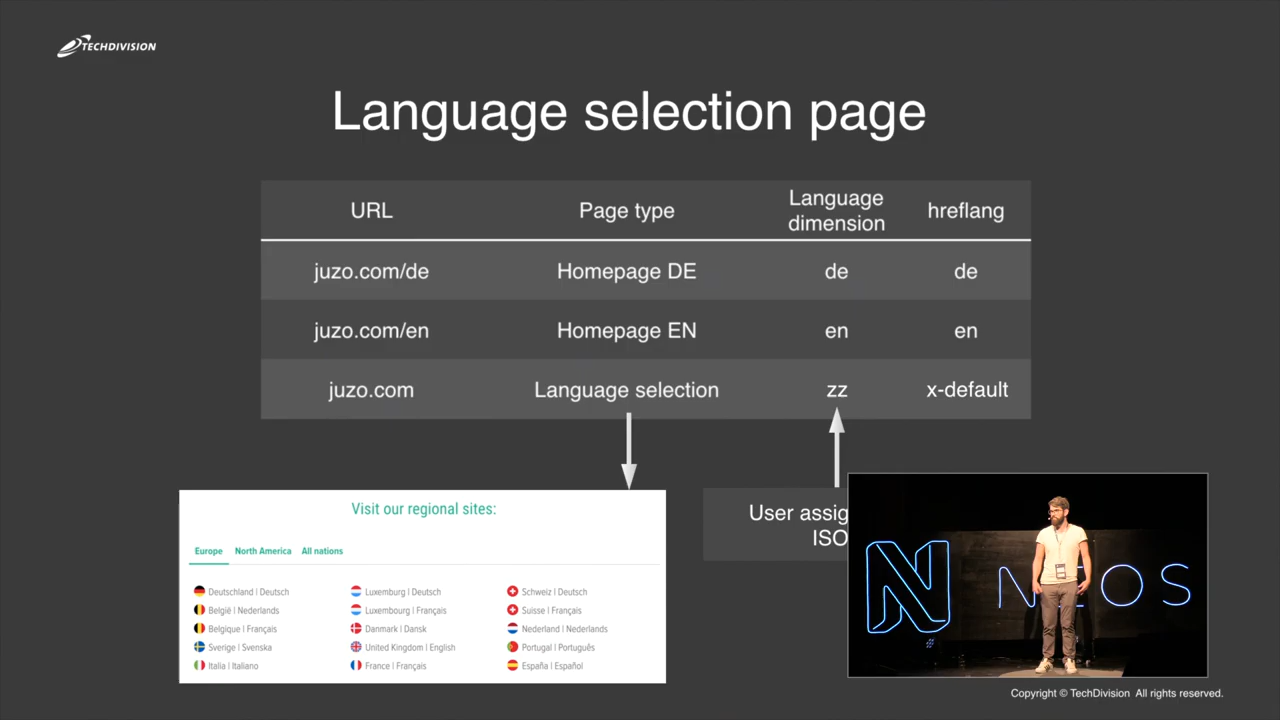 TECHDIVISION
Language selection page
URL
Page type
Language
dimension
hreflang
juzo.com/de
Homepage DE
de
de
juzo.com/en
Homepage EN
en
en
juzo.com
Language selection
zz
x-default
Visit our regional sites:
Europe
North America
All nations
Deutschland | Deutsch
Luxemburg | Deutsch
Schweiz | Deutsch
België | Nederlands
Luxembourg | Français
Suisse | Français
Belgique | Français
Danmark | Dansk
Nederland | Nederlands
Sverige | Svenska
United Kingdom | English
Portugal | Português
Italia | Italiano
France | Français
España | Español
User assig
ISO
NEOS
Copyright © TechDivision All rights reserved.